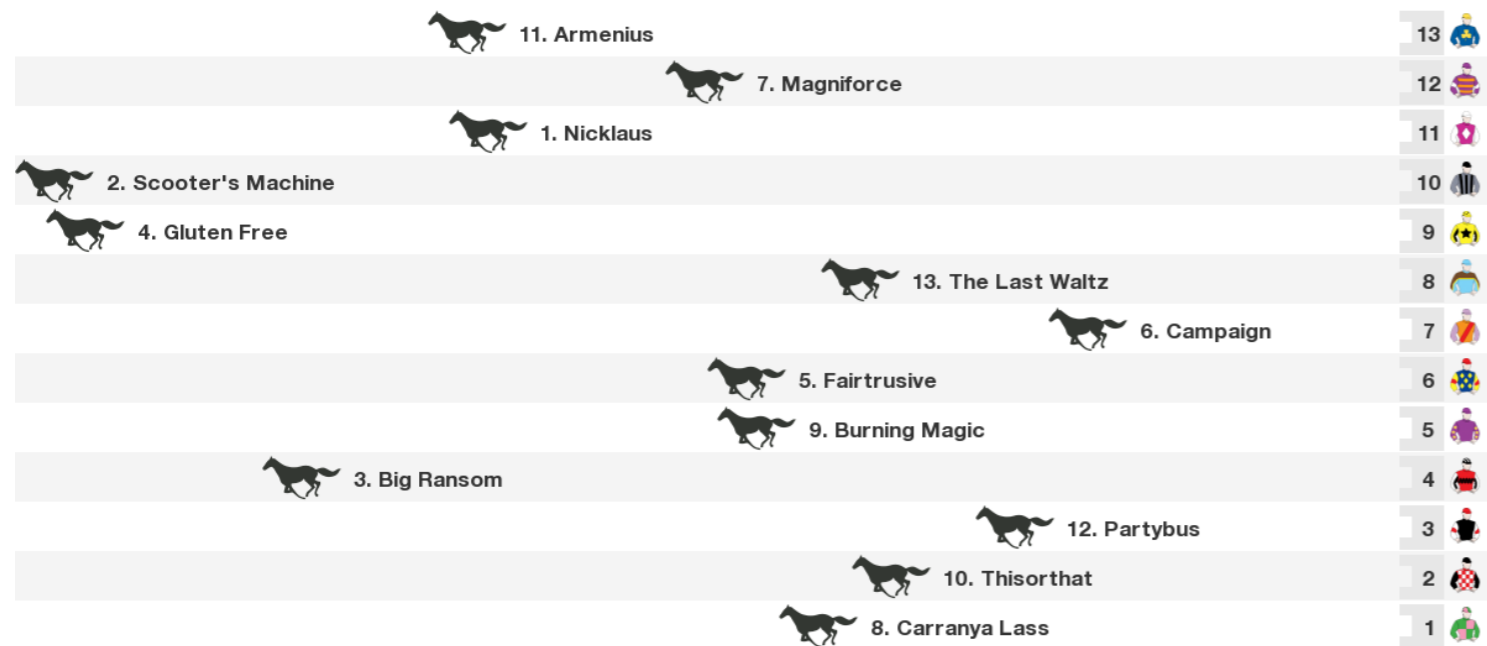 11. Armenius 13
7. Magniforce 12
1. Nicklaus 11
2. Scooter's Machine 10
4. Gluten Free 9
13. The Last Waltz 8
6. Campaign 7
5. Fairtrusive 6
9. Burning Magic 5
3. Big Ransom 4
12. Partybus 3
10. Thisorthat 2
8. Carranya Lass 1